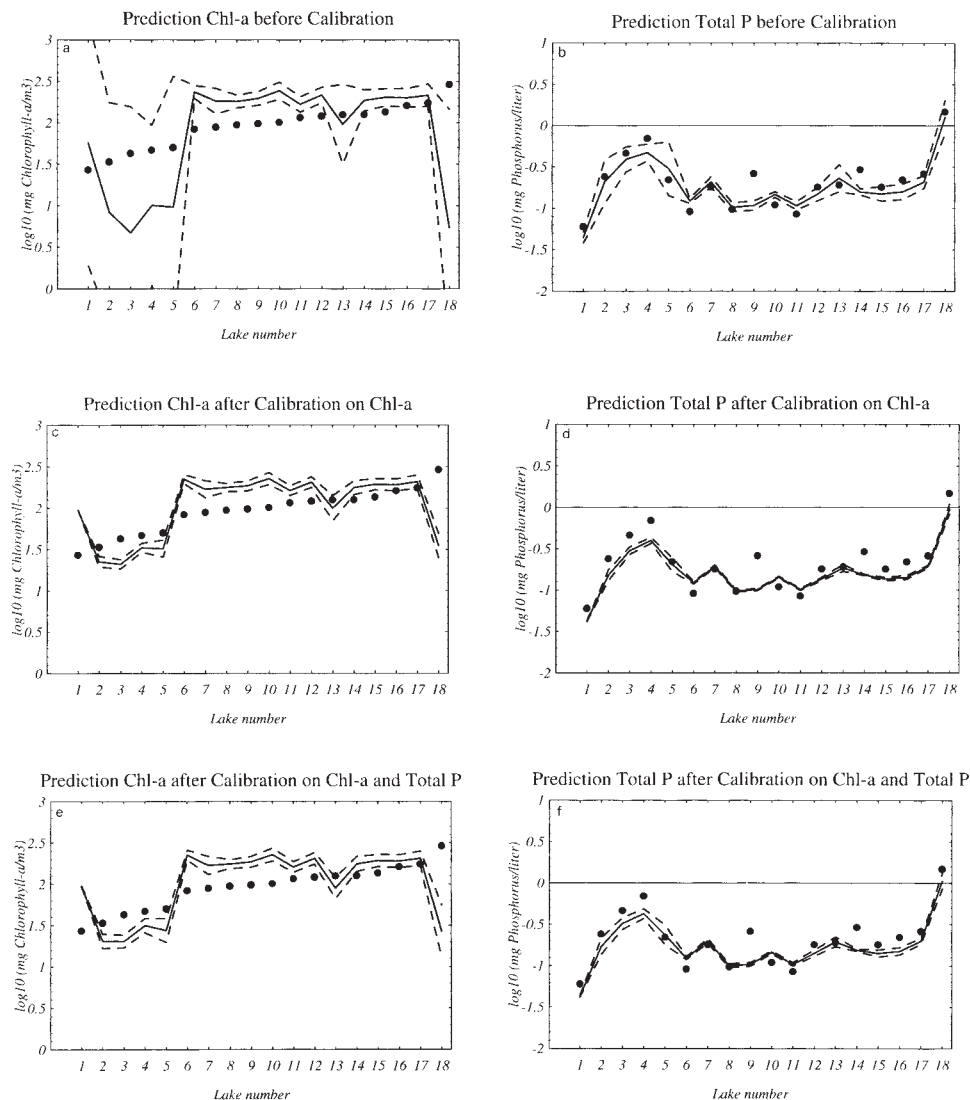 Prediction Chl-a before Calibration
a
log10 (mg Chlorophyll-a/m3)
3
2.5
2
1.5
1
0.5
0
1 2 3 4 5 6 7 8 9 10 11 12 13 14 15 16 17 18
Lake number
Prediction Total P before Calibration
b
log10 (mg Phosphorus/liter)
1
0.5
0
-0.5
-1
-1.5
-2
1 2 3 4 5 6 7 8 9 10 11 12 13 14 15 16 17 18
Lake number
Prediction Chl-a after Calibration on Chl-a
c
log10 (mg Chlorophyll-a/m3)
3
2.5
2
1.5
1
0.5
0
1 2 3 4 5 6 7 8 9 10 11 12 13 14 15 16 17 18
Lake number
Prediction Total P after Calibration on Chl-a
d
log10 (mg Phosphorus/liter)
1
0.5
0
-0.5
-1
-1.5
-2
1 2 3 4 5 6 7 8 9 10 11 12 13 14 15 16 17 18
Lake number
Prediction Chl-a after Calibration on Chl-a and Total P
e
log10 (mg Chlorophyll-a/m3)
3
2.5
2
1.5
1
0.5
0
1 2 3 4 5 6 7 8 9 10 11 12 13 14 15 16 17 18
Lake number
Prediction Total P after Calibration on Chl-a and Total P
f
log10 (mg Phosphorus/liter)
1
0.5
0
-0.5
-1
-1.5
-2
1 2 3 4 5 6 7 8 9 10 11 12 13 14 15 16 17 18
Lake number